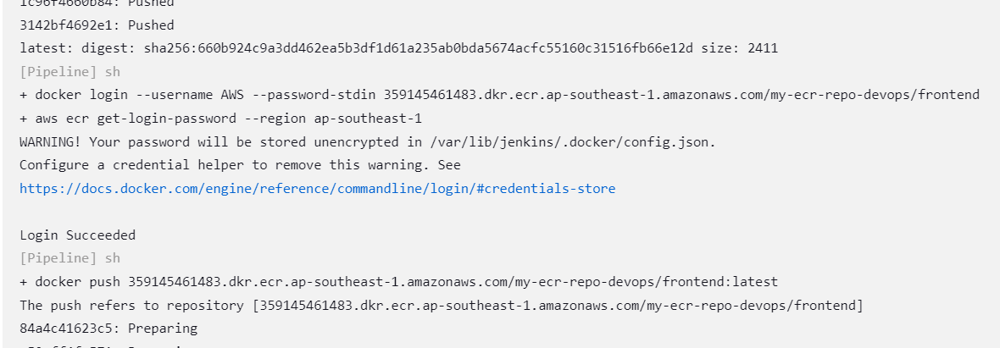 1c96f4660b84: Pushed
3142bf4692e1: Pushed
latest: digest: sha256:660b924c9a3dd462ea5b3df1d61a235ab0bda5674acfc55160c31516fb66e12d size: 2411
[Pipeline] sh
+ docker login --username AWS --password-stdin 359145461483.dkr.ecr.ap-southeast-1.amazonaws.com/my-ecr-repo-devops/frontend
+ aws ecr get-login-password --region ap-southeast-1
WARNING! Your password will be stored unencrypted in /var/lib/jenkins/.docker/config.json.
Configure a credential helper to remove this warning. See
https://docs.docker.com/engine/reference/commandline/login/#credentials-store
Login Succeeded
[Pipeline] sh
+ docker push 359145461483.dkr.ecr.ap-southeast-1.amazonaws.com/my-ecr-repo-devops/frontend:latest
The push refers to repository [359145461483.dkr.ecr.ap-southeast-1.amazonaws.com/my-ecr-repo-devops/frontend]
84a4c41623c5: Preparing